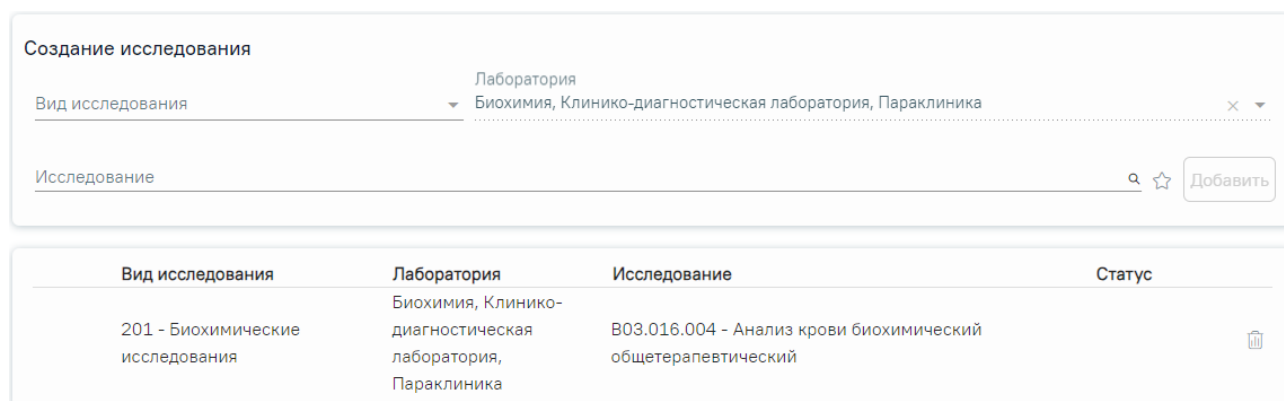 Создание исследования
Лаборатория
Вид исследования Биохимия, Клинико-диагностическая лаборатория, Параклиника
Исследование Добавить
Вид исследования Лаборатория Исследование Статус
Биохимия, Клинико-
201 - Биохимические диагностическая B03.016.004 - Анализ крови биохимический
исследования лаборатория, общетерапевтический
Параклиника